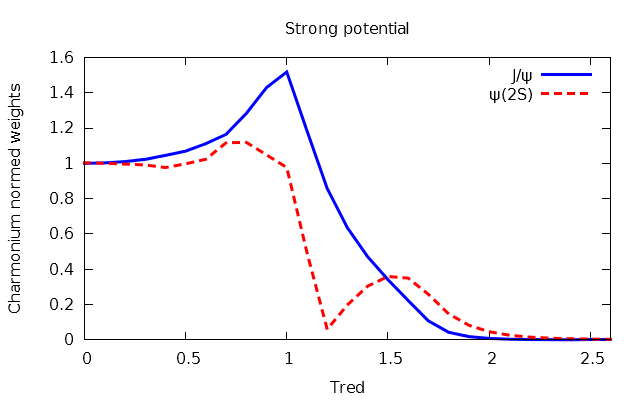 Strong potential
J/ψ
ψ(2S)
Charmonium normed weights
1.6
1.4
1.2
1
0.8
0.6
0.4
0.2
0
0 0.5 1 1.5 2 2.5
Tred